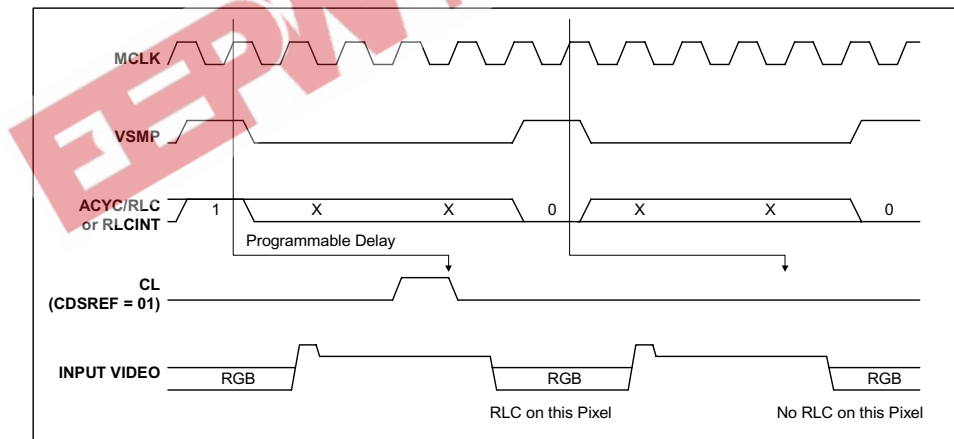 MCLK
VSMP
ACYC/RLC
or RLCINT
1 X X 0 X X 0
Programmable Delay
CL
(CDSREF = 01)
INPUT VIDEO
RGB RGB RGB
RLC on this Pixel No RLC on this Pixel